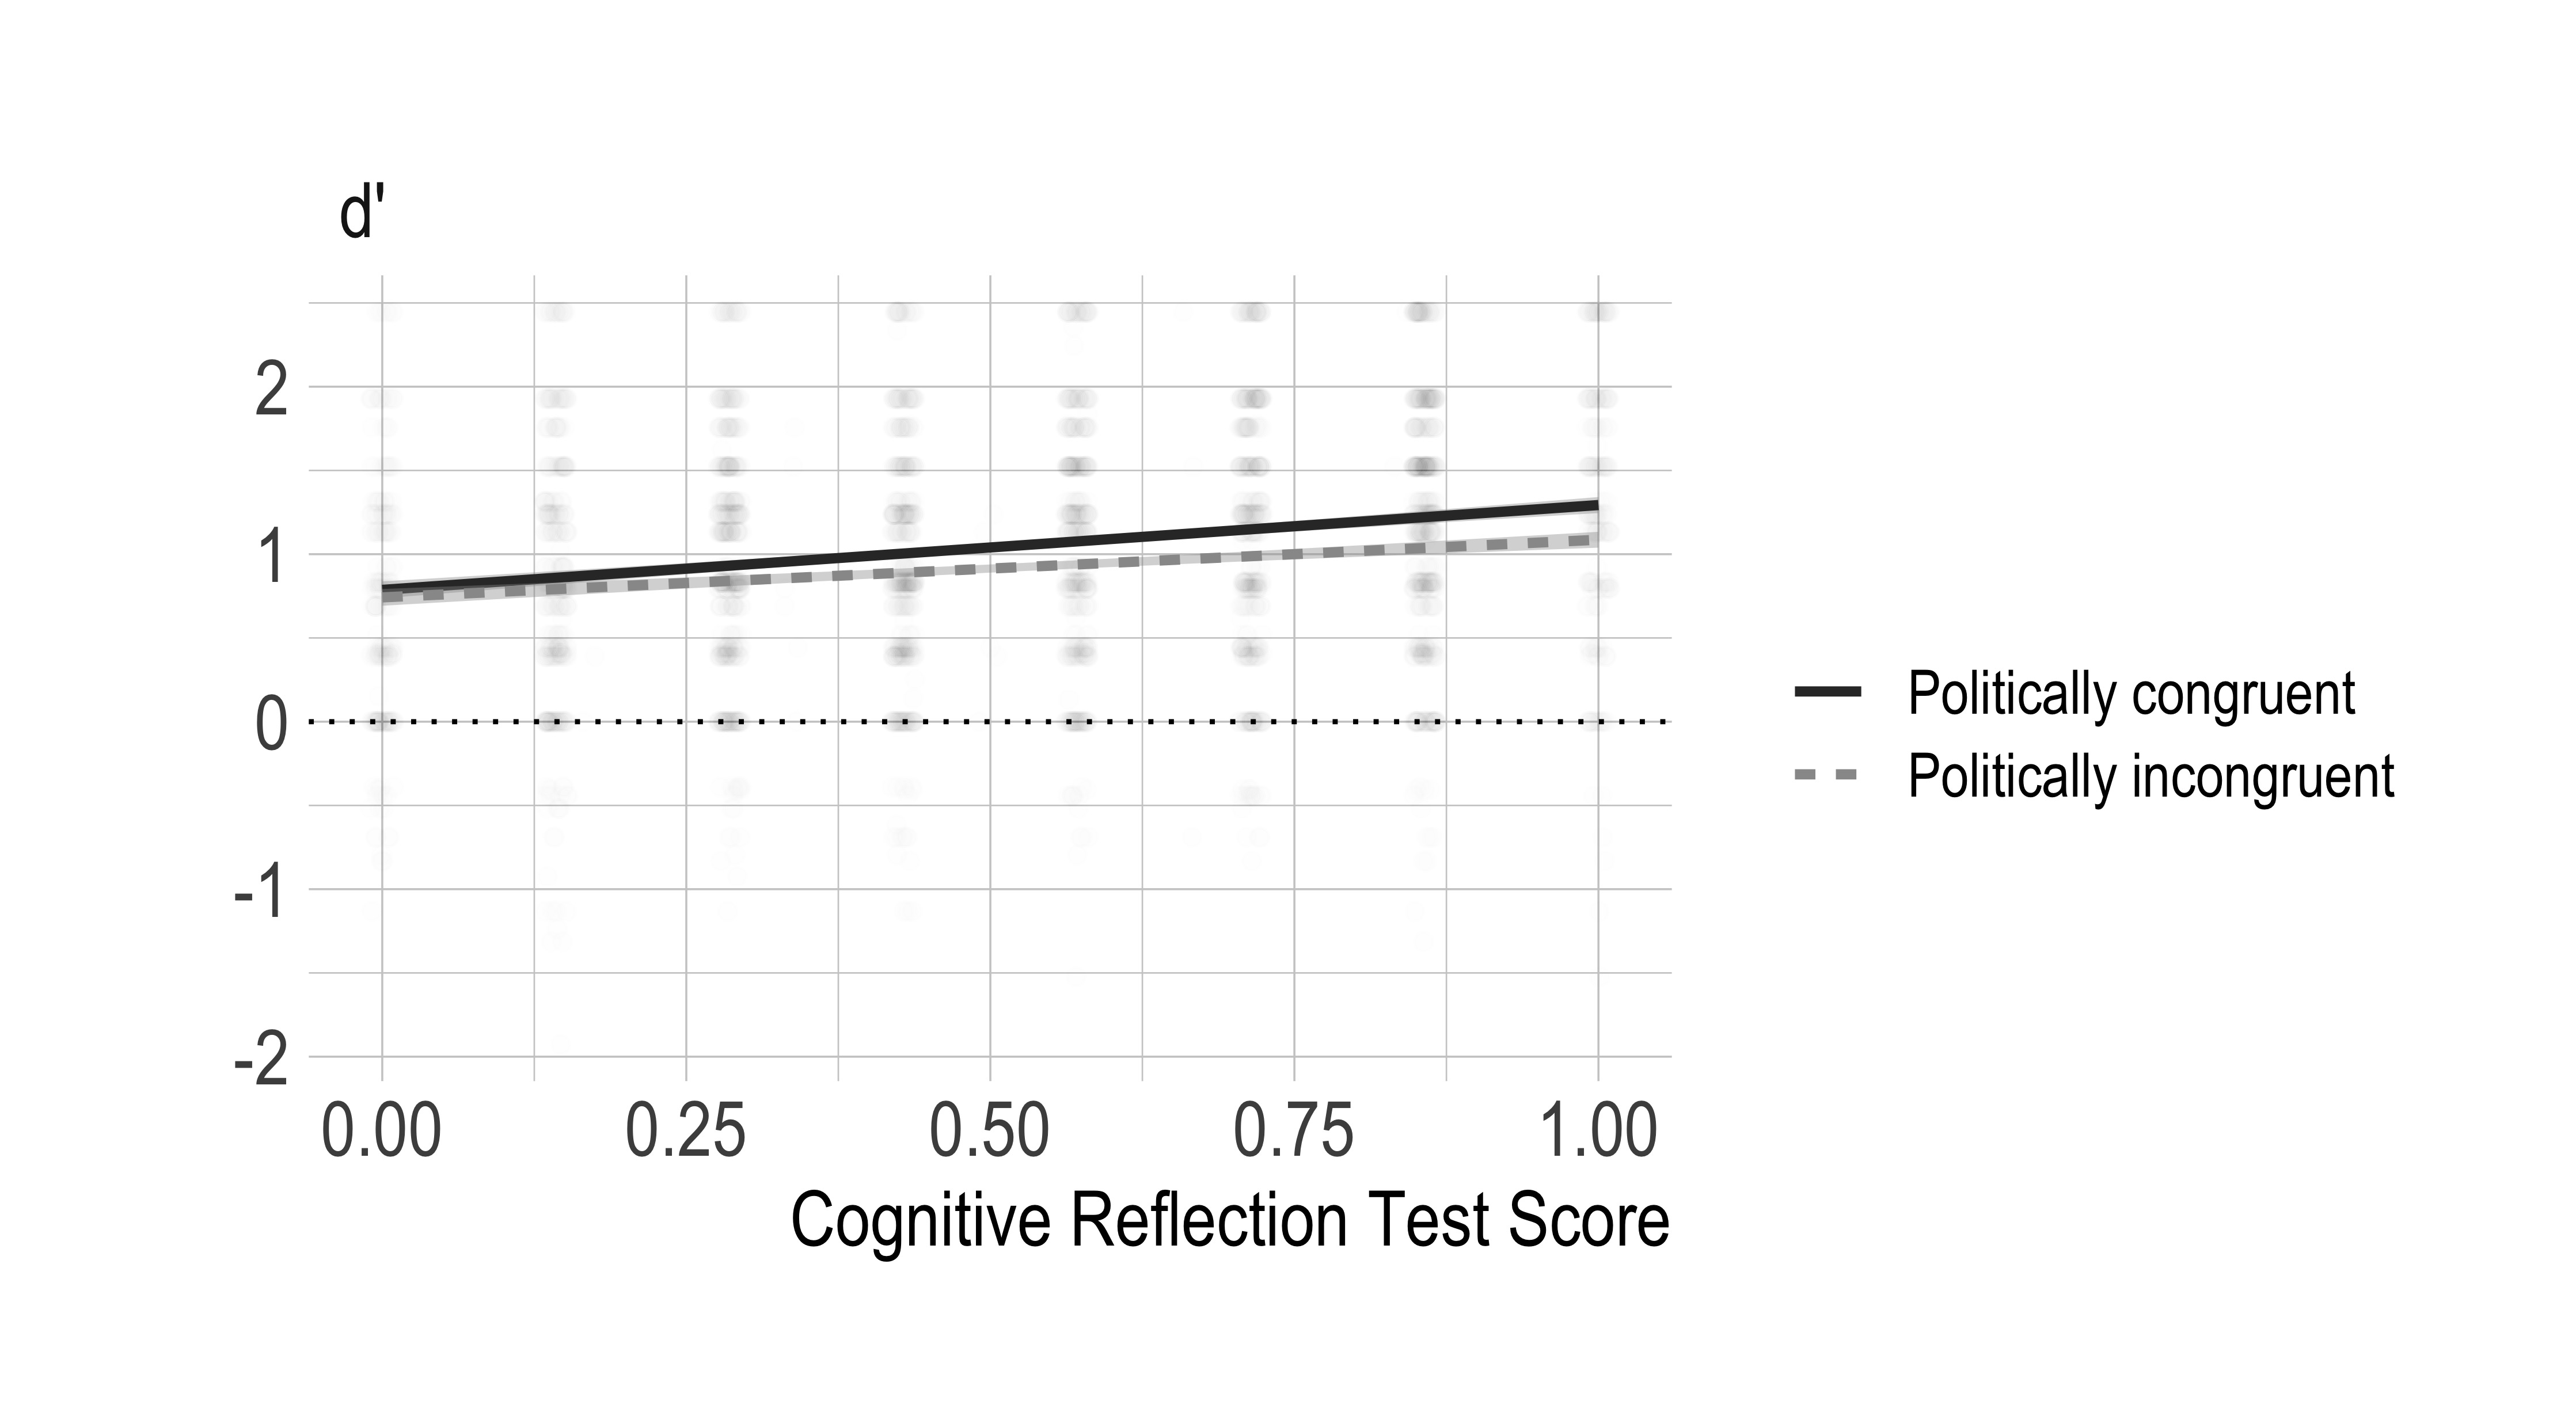 d'
2
1
0
-1
-2
0.00 0.25 0.50 0.75 1.00
Cognitive Reflection Test Score
Politically congruent
Politically incongruent